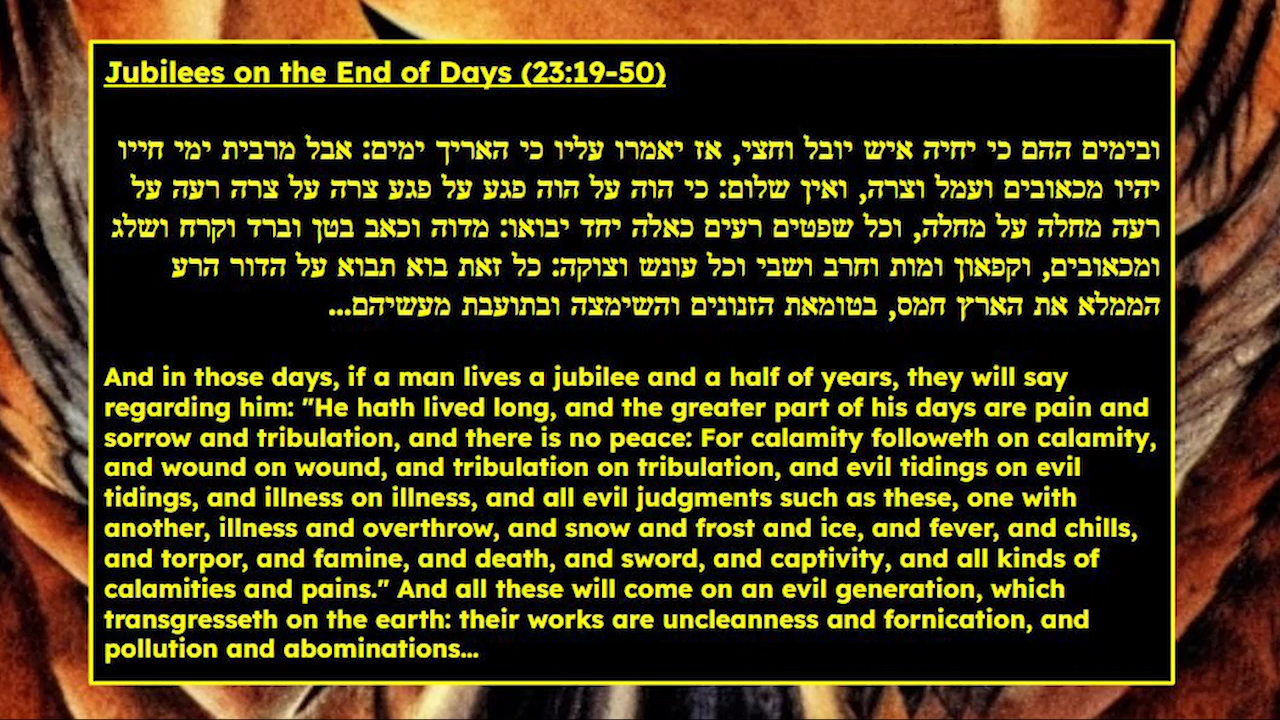 Jubilees on the End of Days (23:19-50)
ובימים ההם כי יחיה איש יובל וחצי, אז יאמרו עליו כי האריך ימים: אבל מרבית ימי חייו
יהיו מכאובים ועמל וצרה, ואין שלום: כי הוה על הוה פגע על פגע צרה על צרה רעה על
רעה מחלה על מחלה, וכל שפטים רעים כאלה יחד יבואו: מדוה וכאב בטן וברד וקרח ושלג
ומכאובים, וקפאון ומות וחרב ושבי וכל עונש וצוקה: כל זאת בוא תבוא על הדור הרע
הממלא את הארץ חמס, בטומאת הזנונים והשימצה ובתועבת מעשיהם...
And in those days, if a man lives a jubilee and a half of years, they will say
regarding him: "He hath lived long, and the greater part of his days are pain and
sorrow and tribulation, and there is no peace: For calamity followeth on calamity,
and wound on wound, and tribulation on tribulation, and evil tidings on evil
tidings, and illness on illness, and all evil judgments such as these, one with
another, illness and overthrow, and snow and frost and ice, and fever, and chills,
and torpor, and famine, and death, and sword, and captivity, and all kinds of
calamities and pains." And all these will come on an evil generation, which
transgresseth on the earth: their works are uncleanness and fornication, and
pollution and abominations...